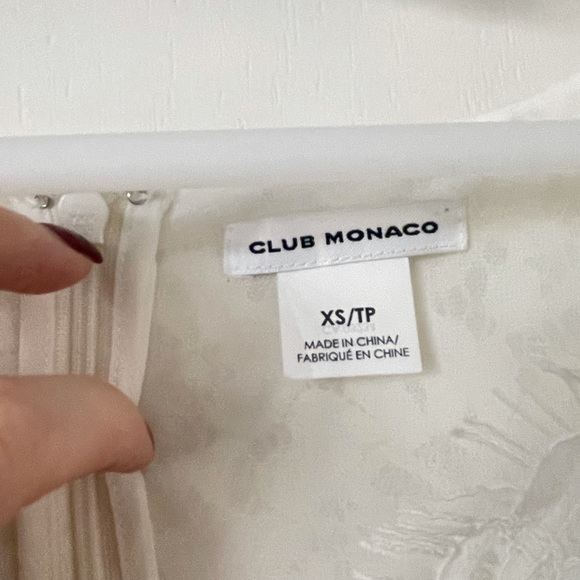 CLUB MONACO
XS/TP
MADE IN CHINA/
FABRIQUÉ EN CHINE